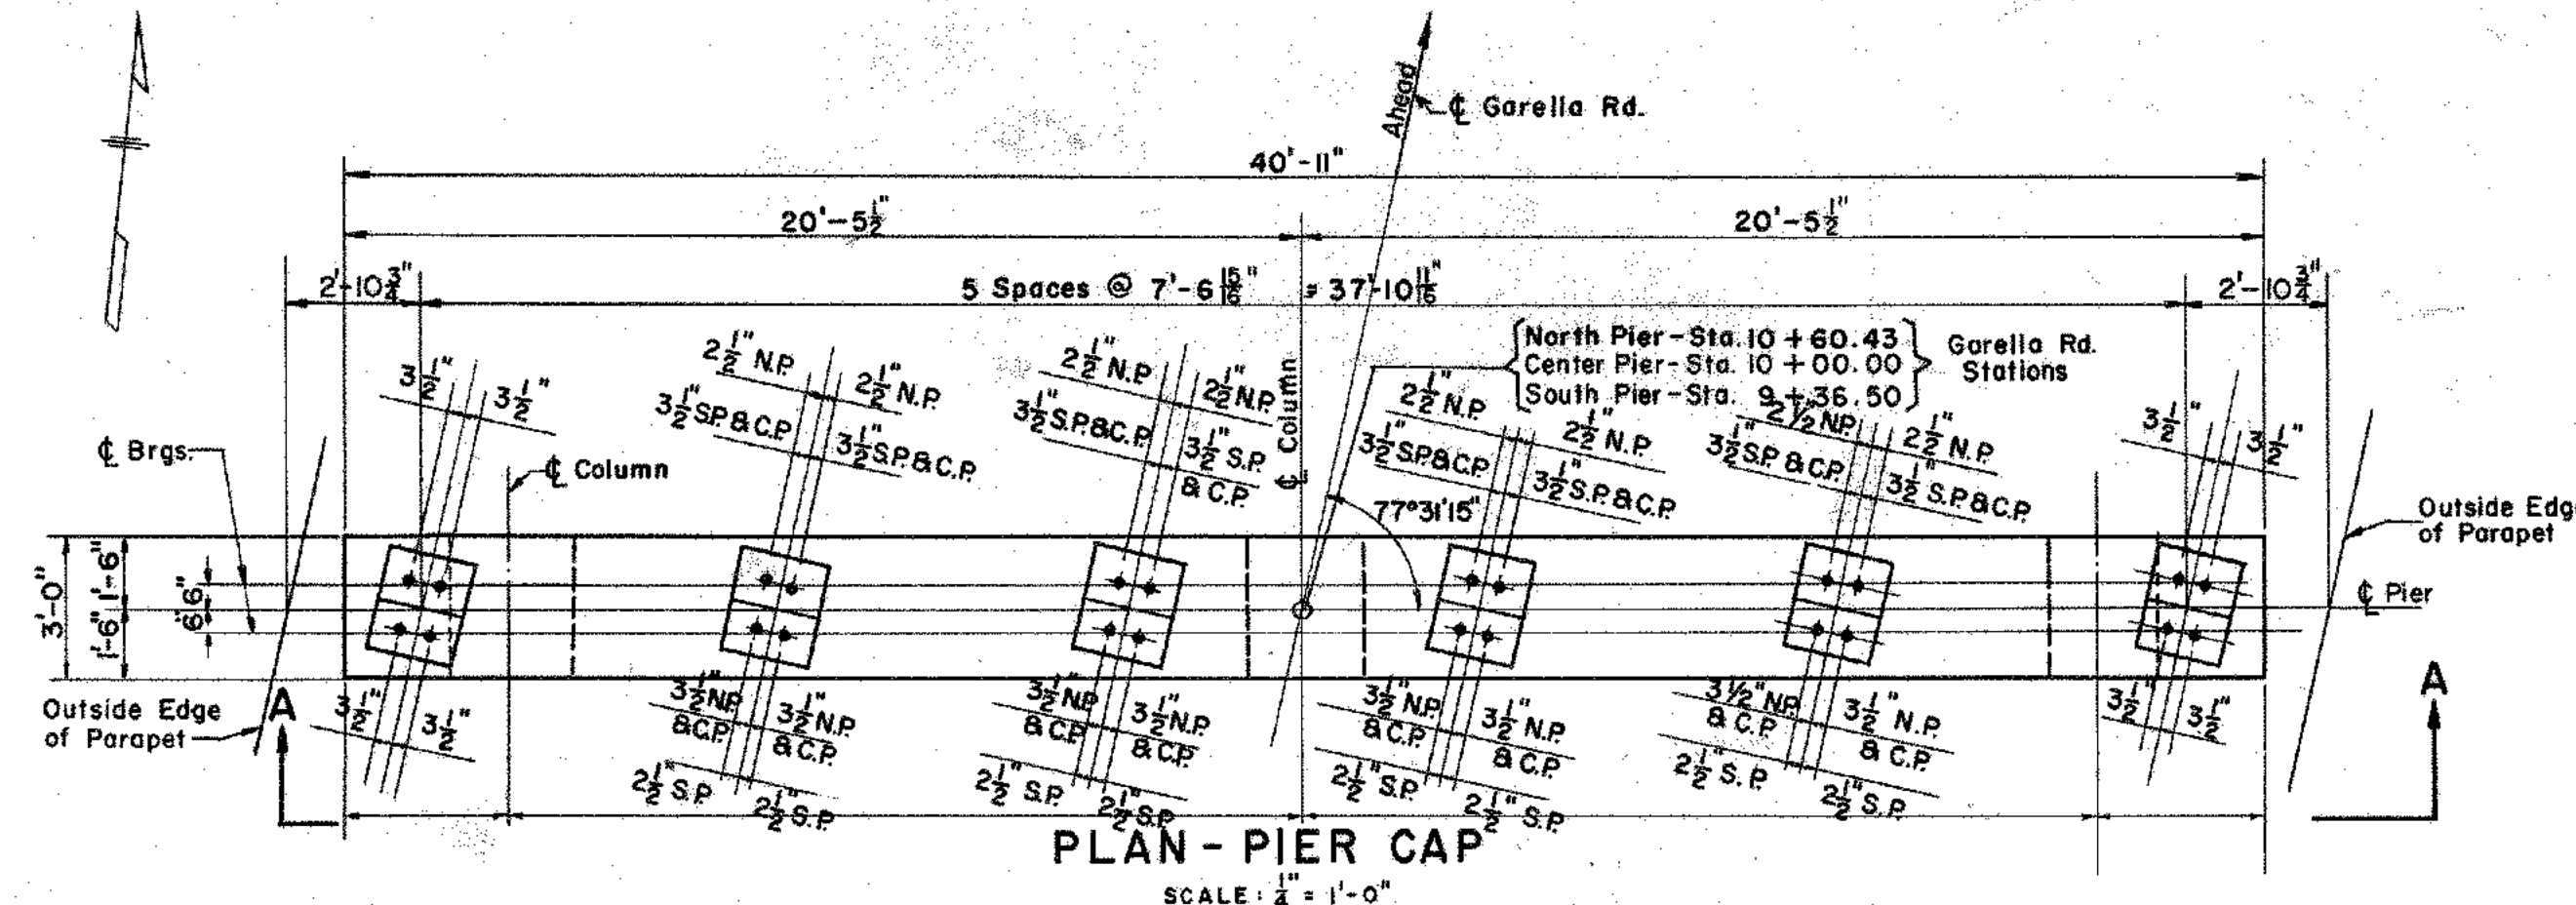 Ahead
℄ Garella Rd.
40'-11"
20'-5½"
20'-5½"
2'-10¾"
5 Spaces @ 7'-6 15/16" = 37'-10 11/16"
2'-10¾"
North Pier-Sta. 10 + 60.43
Center Pier-Sta. 10 + 00.00
South Pier-Sta. 9 + 36.50
Garella Rd.
Stations
3½"
3½"
2½" N.P.
2½" N.P.
3½" S.P. & C.P.
3½" S.P. & C.P.
2½" N.P.
2½" N.P.
3½" S.P. & C.P.
3½" S.P.
& C.P.
℄ Column
2½" N.P.
2½" N.P.
3½" S.P. & C.P.
3½" S.P. & C.P.
2½" N.P.
2½" N.P.
3½" S.P. & C.P.
3½" S.P. & C.P.
3½"
3½"
℄ Brgs.
℄ Column
77°31'15"
Outside Edge
of Parapet
℄ Pier
3'-0"
1'-6"
1'-6"
6"
6"
Outside Edge
of Parapet
A
A
3½"
3½"
3½" N.P.
& C.P.
3½" N.P.
& C.P.
2½" S.P.
2½" S.P.
3½" N.P.
& C.P.
3½" N.P.
& C.P.
2½" S.P.
2½" S.P.
3½" N.P.
& C.P.
3½" N.P.
& C.P.
2½" S.P.
2½" S.P.
3½" N.P.
& C.P.
3½" N.P.
& C.P.
2½" S.P.
2½" S.P.
3½"
3½"
PLAN - PIER CAP
SCALE: ¼" = 1'-0"